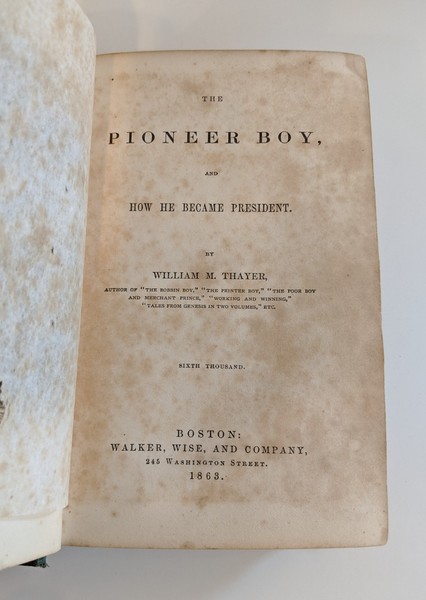 THE
PIONEER BOY,
AND
HOW HE BECAME PRESIDENT.
BY
WILLIAM M. THAYER,
AUTHOR OF "THE BOBBIN BOY," "THE PRINTER BOY," "THE POOR BOY
AND MERCHANT PRINCE," "WORKING AND WINNING,"
"TALES FROM GENESIS IN TWO VOLUMES," ETC.
SIXTH THOUSAND.
BOSTON:
WALKER, WISE, AND COMPANY,
245 WASHINGTON STREET.
1863.